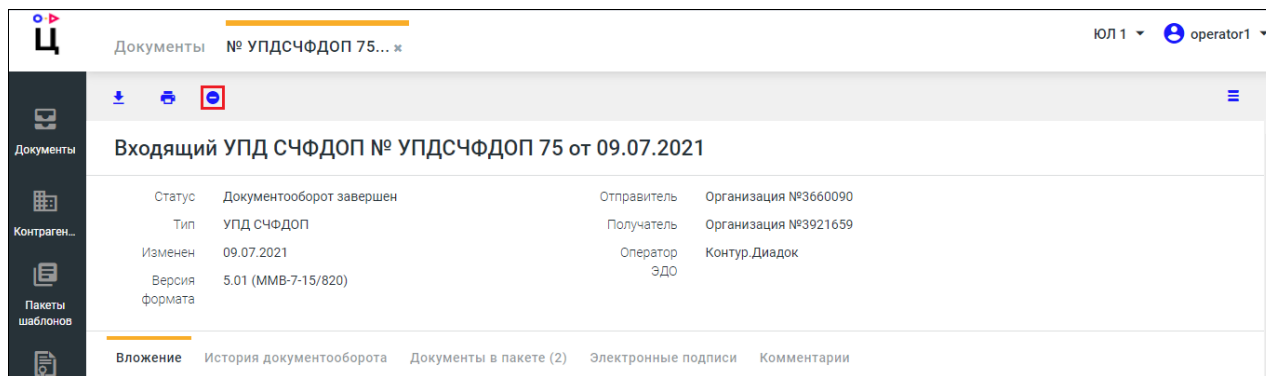 Ц
Документы № УПДСЧФДОП 75... × ЮЛ 1 operator1
Документы
Контраген...
Пакеты
шаблонов
Входящий УПД СЧФДОП № УПДСЧФДОП 75 от 09.07.2021
Статус Документооборот завершен
Тип УПД СЧФДОП
Изменен 09.07.2021
Версия
формата
5.01 (ММВ-7-15/820)
Отправитель Организация №3660090
Получатель Организация №3921659
Оператор
ЭДО
Контур.Диадок
Вложение История документооборота Документы в пакете (2) Электронные подписи Комментарии